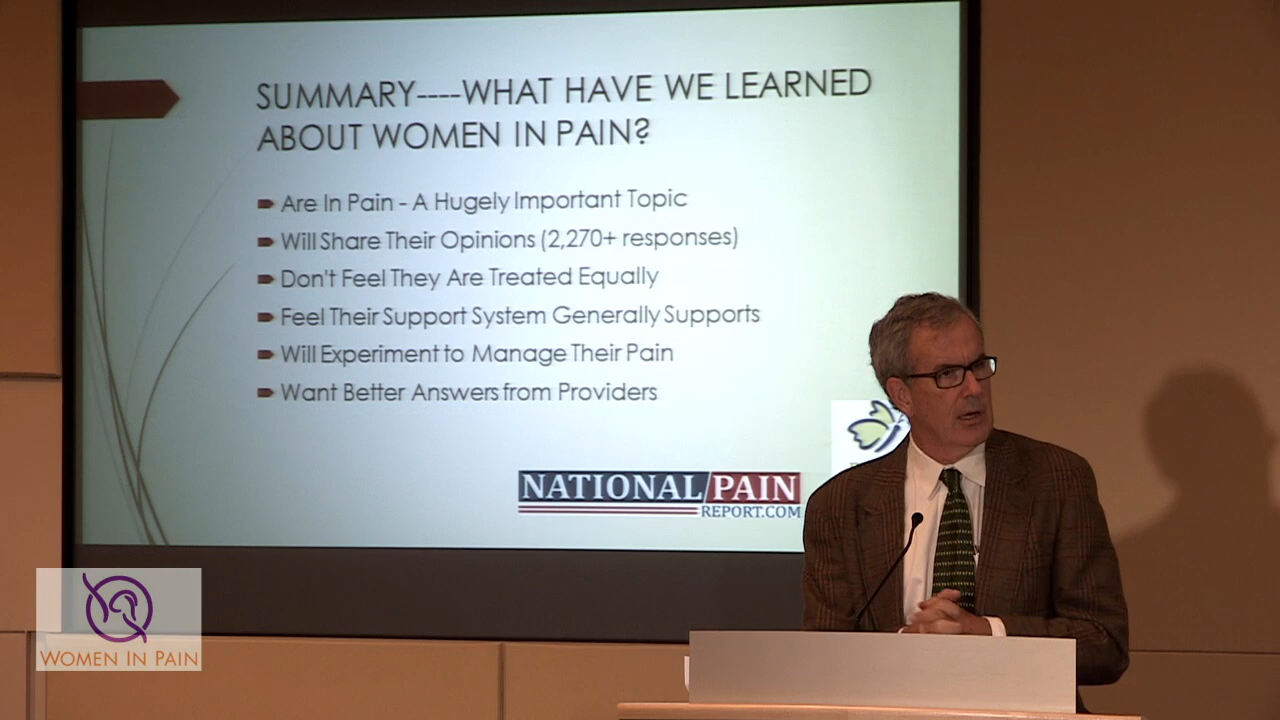 SUMMARY----WHAT HAVE WE LEARNED
ABOUT WOMEN IN PAIN?
Are In Pain - A Hugely Important Topic
Will Share Their Opinions (2,270+ responses)
Don't Feel They Are Treated Equally
Feel Their Support System Generally Supports
Will Experiment to Manage Their Pain
Want Better Answers from Providers
NATIONAL/PAIN
REPORT.COM
WOMEN IN PAIN